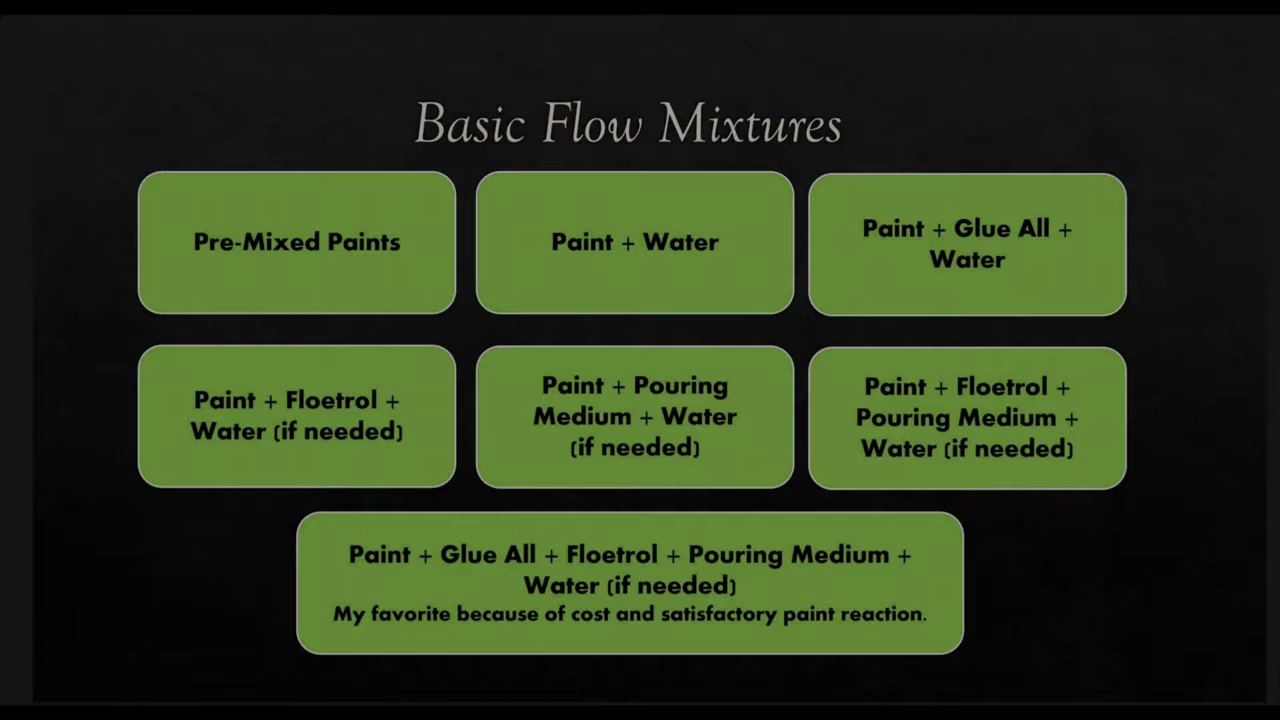 Basic Flow Mixtures
Pre-Mixed Paints
Paint + Water
Paint + Glue All +
Water
Paint + Floetrol +
Water (if needed)
Paint + Pouring
Medium + Water
(if needed)
Paint + Floetrol +
Pouring Medium +
Water (if needed)
Paint + Glue All + Floetrol + Pouring Medium +
Water (if needed)
My favorite because of cost and satisfactory paint reaction.